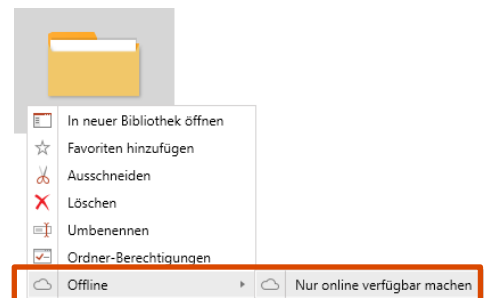 In neuer Bibliothek öffnen
Favoriten hinzufügen
Ausschneiden
Löschen
Umbenennen
Ordner-Berechtigungen
Offline
Nur online verfügbar machen